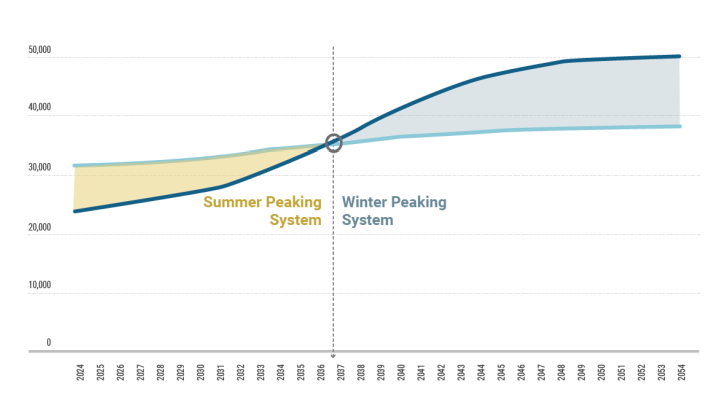 50,000
40,000
30,000
20,000
10,000
0
Summer Peaking
System
Winter Peaking
System
2024 2025 2026 2027 2028 2029 2030 2031 2032 2033 2034 2035 2036 2037 2038 2039 2040 2041 2042 2043 2044 2045 2046 2047 2048 2049 2050 2051 2052 2053 2054